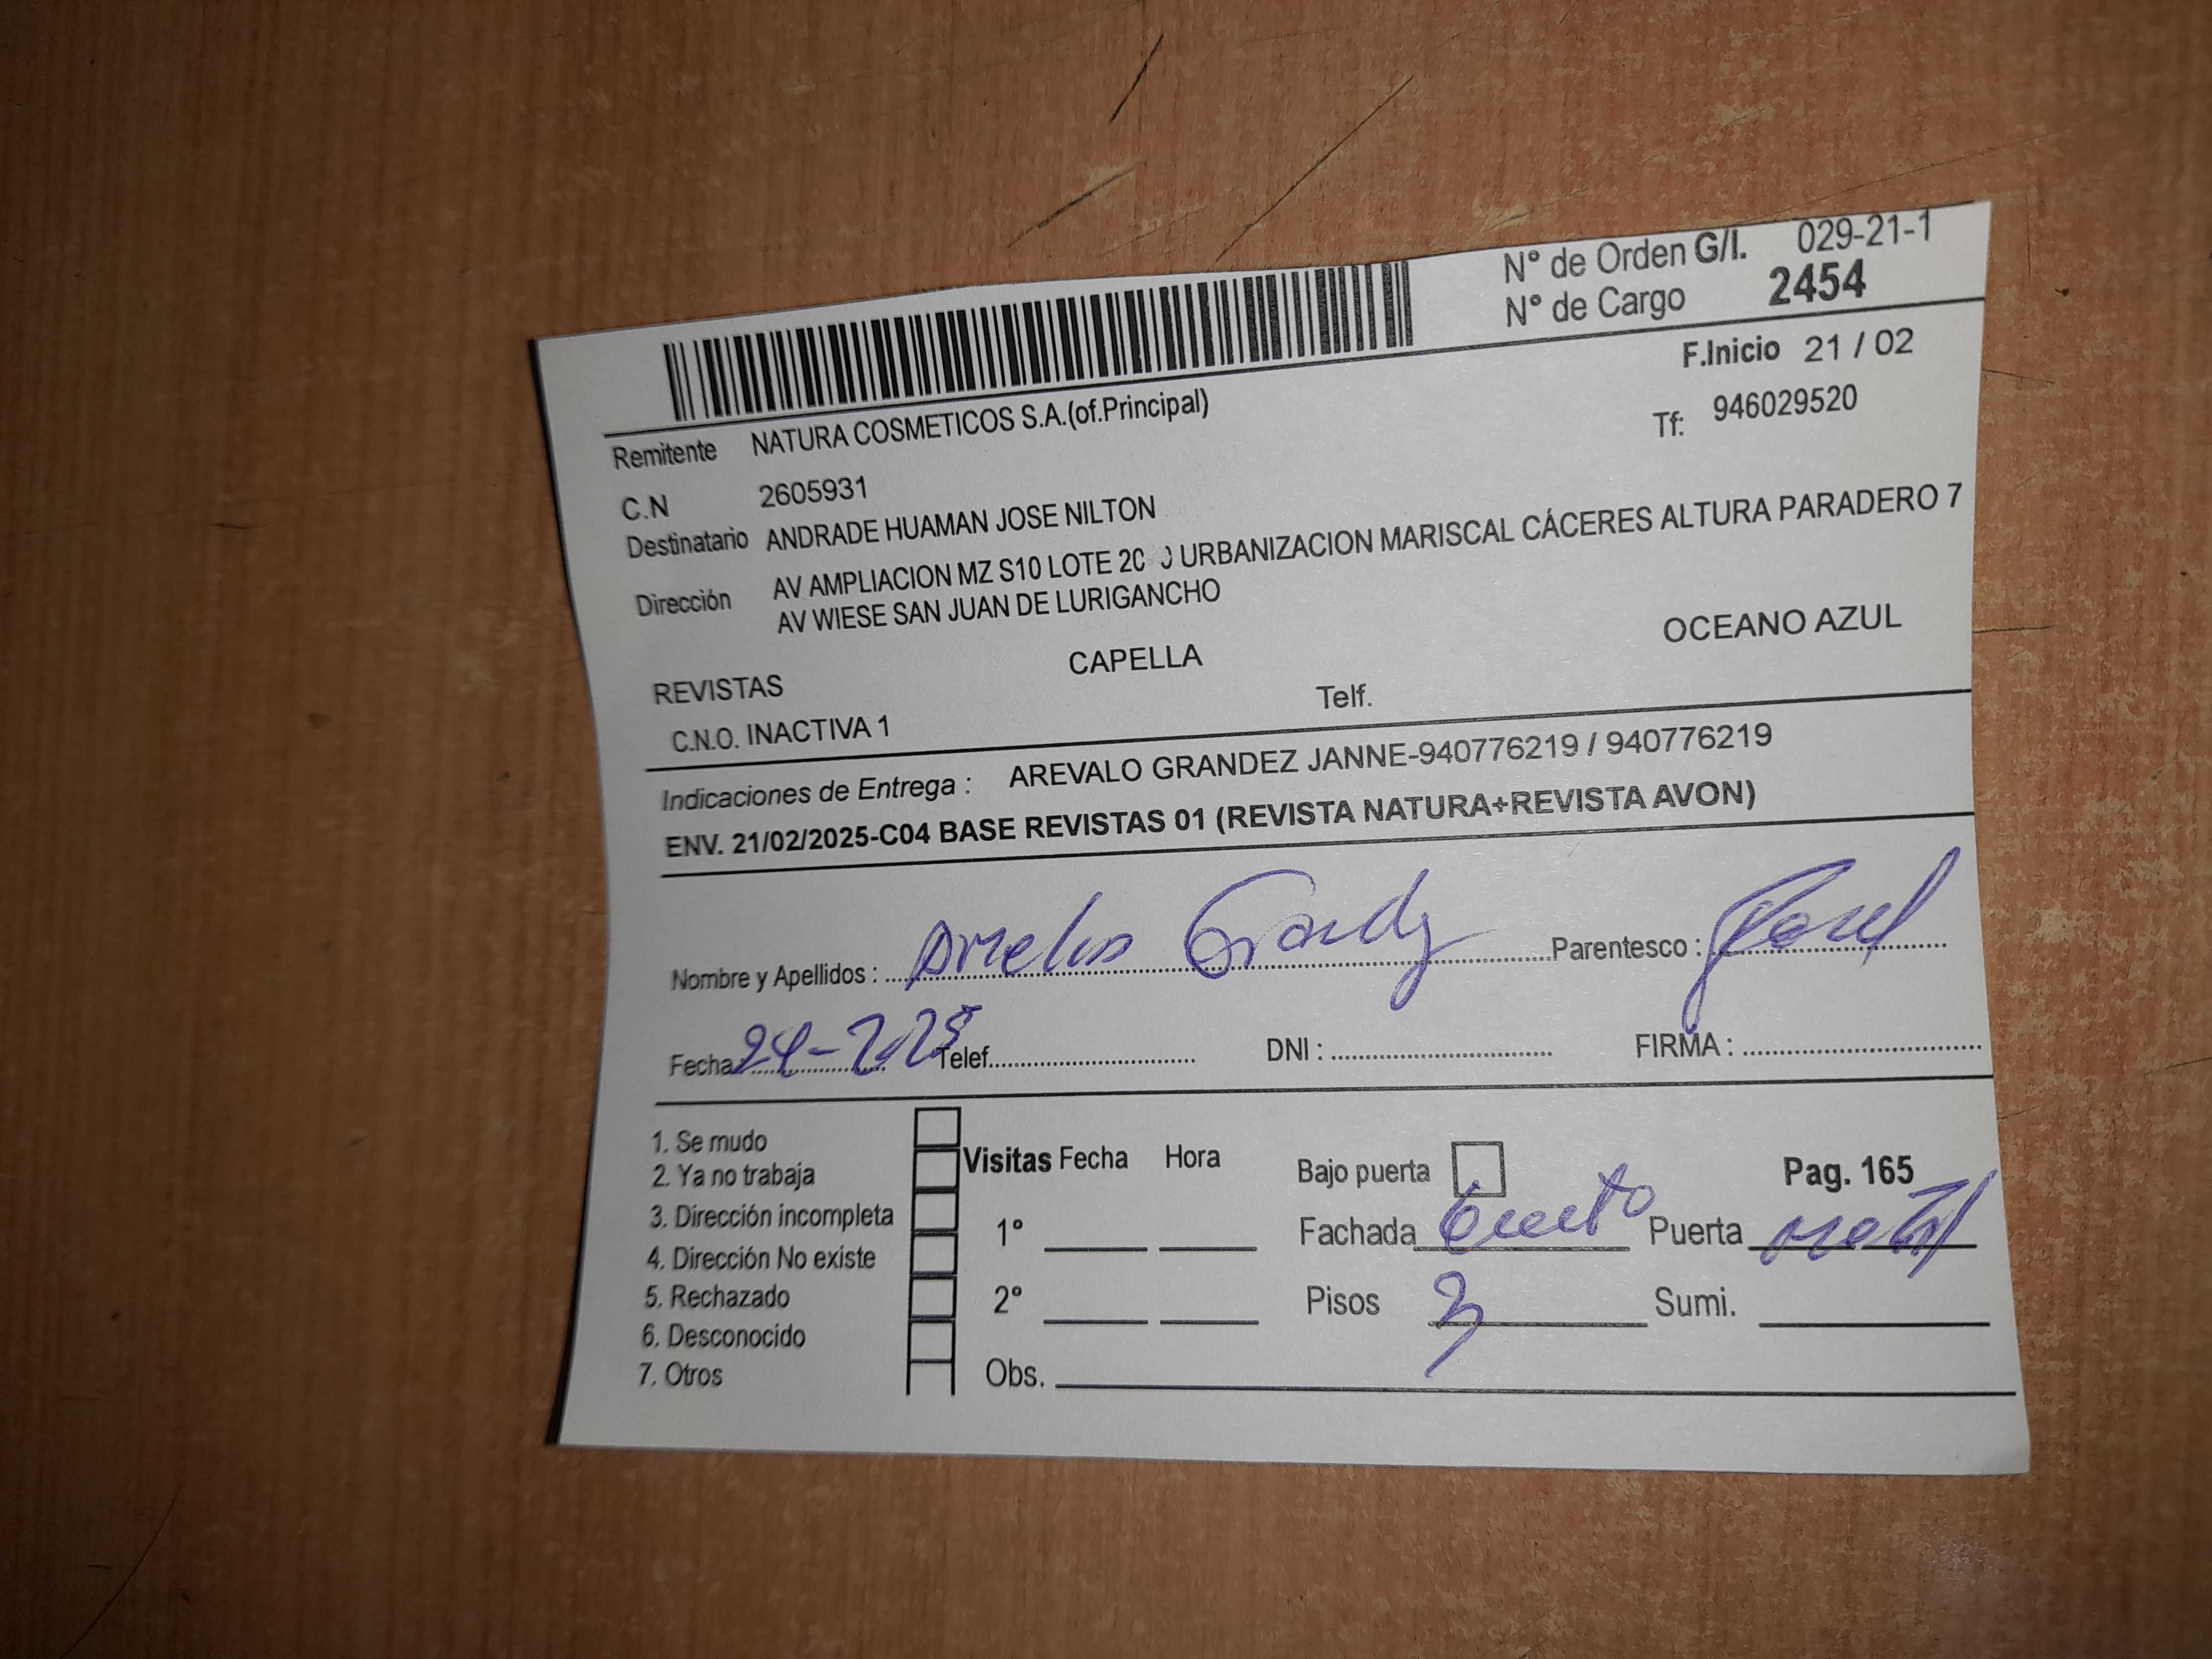 N° de Orden G/I. 029-21-1
N° de Cargo 2454
F.Inicio 21 / 02
Remitente NATURA COSMETICOS S.A.(of.Principal)
Tf: 946029520
C.N 2605931
Destinatario ANDRADE HUAMAN JOSE NILTON
Dirección AV AMPLIACION MZ S10 LOTE URBANIZACION MARISCAL CÁCERES ALTURA PARADERO 7
AV WIESE SAN JUAN DE LURIGANCHO
REVISTAS CAPELLA OCEANO AZUL
C.N.O. INACTIVA 1 Telf.
Indicaciones de Entrega : AREVALO GRANDEZ JANNE-940776219 / 940776219
ENV. 21/02/2025-C04 BASE REVISTAS 01 (REVISTA NATURA+REVISTA AVON)
Nombre y Apellidos : Parentesco :
Fecha Telef. DNI : FIRMA :
1. Se mudo
2. Ya no trabaja
3. Dirección incompleta
4. Dirección No existe
5. Rechazado
6. Desconocido
7. Otros
Visitas Fecha Hora
1°
2°
Obs.
Bajo puerta Pag. 165
Fachada Puerta metal
Pisos 3 Sumi.